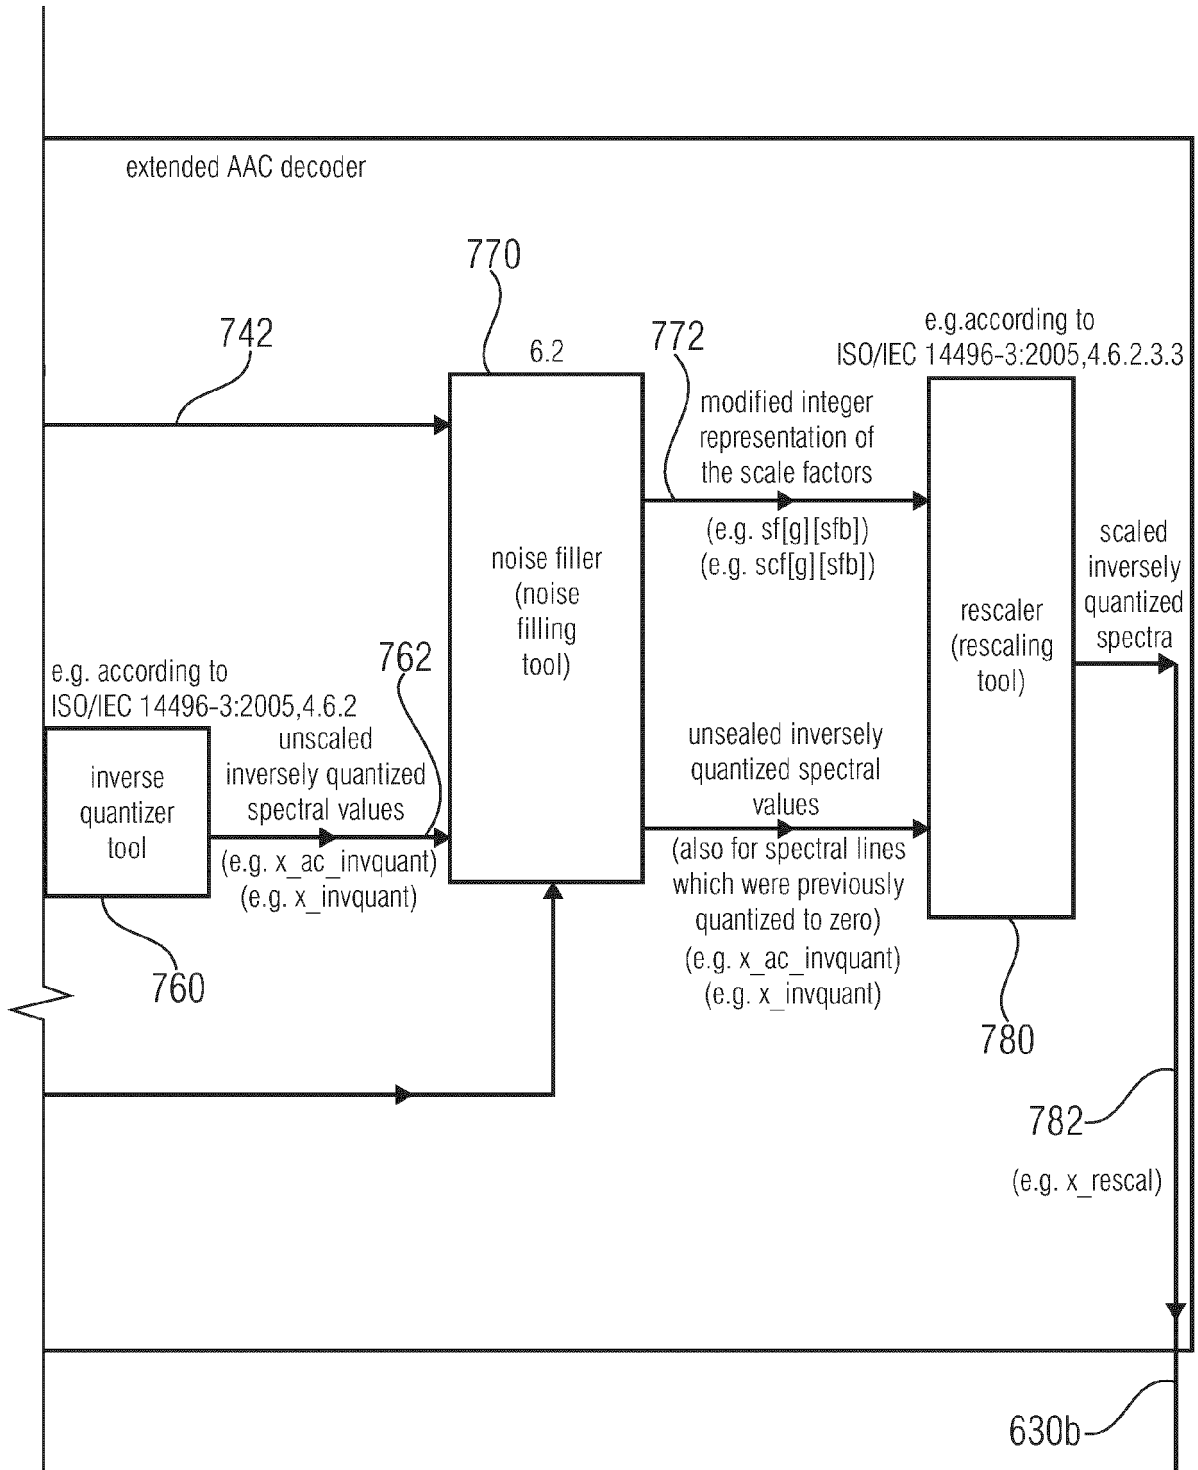 extended AAC decoder
770
742
6.2
772
e.g.according to
ISO/IEC 14496-3:2005,4.6.2.3.3
modified integer
representation of
the scale factors
(e.g. sf[g][sfb])
(e.g. scf[g][sfb])
noise filler
(noise
filling
tool)
rescaler
(rescaling
tool)
scaled
inversely
quantized
spectra
762
e.g. according to
ISO/IEC 14496-3:2005,4.6.2
unscaled
inversely quantized
spectral values
(e.g. x_ac_invquant)
(e.g. x_invquant)
inverse
quantizer
tool
unsealed inversely
quantized spectral
values
(also for spectral lines
which were previously
quantized to zero)
(e.g. x_ac_invquant)
(e.g. x_invquant)
760
780
782
(e.g. x_rescal)
630b